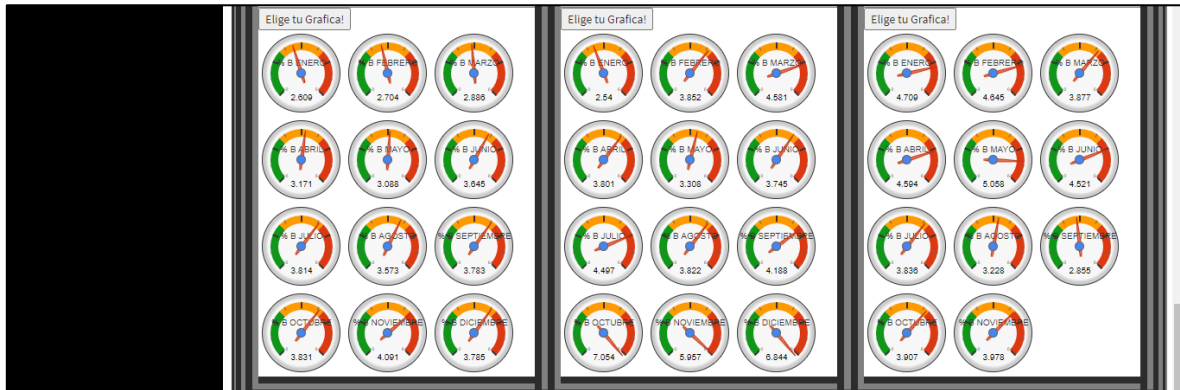 Elige tu Grafica!
% B ENERO % B FEBRERO % B MARZO
2.609 2.704 2.886
% B ABRIL % B MAYO % B JUNIO
3.171 3.088 3.645
% B JULIO % B AGOSTO % SEPTIEMBRE
3.814 3.573 3.783
% B OCTUBRE % B NOVIEMBRE % B DICIEMBRE
3.831 4.091 3.785
Elige tu Grafica!
% B ENERO % B FEBRERO % B MARZO
2.54 3.852 4.581
% B ABRIL % B MAYO % B JUNIO
3.801 3.308 3.745
% B JULIO % B AGOSTO % SEPTIEMBRE
4.497 3.822 4.188
% B OCTUBRE % B NOVIEMBRE % B DICIEMBRE
7.054 5.957 6.844
Elige tu Grafica!
% B ENERO % B FEBRERO % B MARZO
4.709 4.645 3.877
% B ABRIL % B MAYO % B JUNIO
4.594 5.058 4.521
% B JULIO % B AGOSTO % SEPTIEMBRE
3.836 3.228 2.855
% B OCTUBRE % B NOVIEMBRE
3.907 3.978